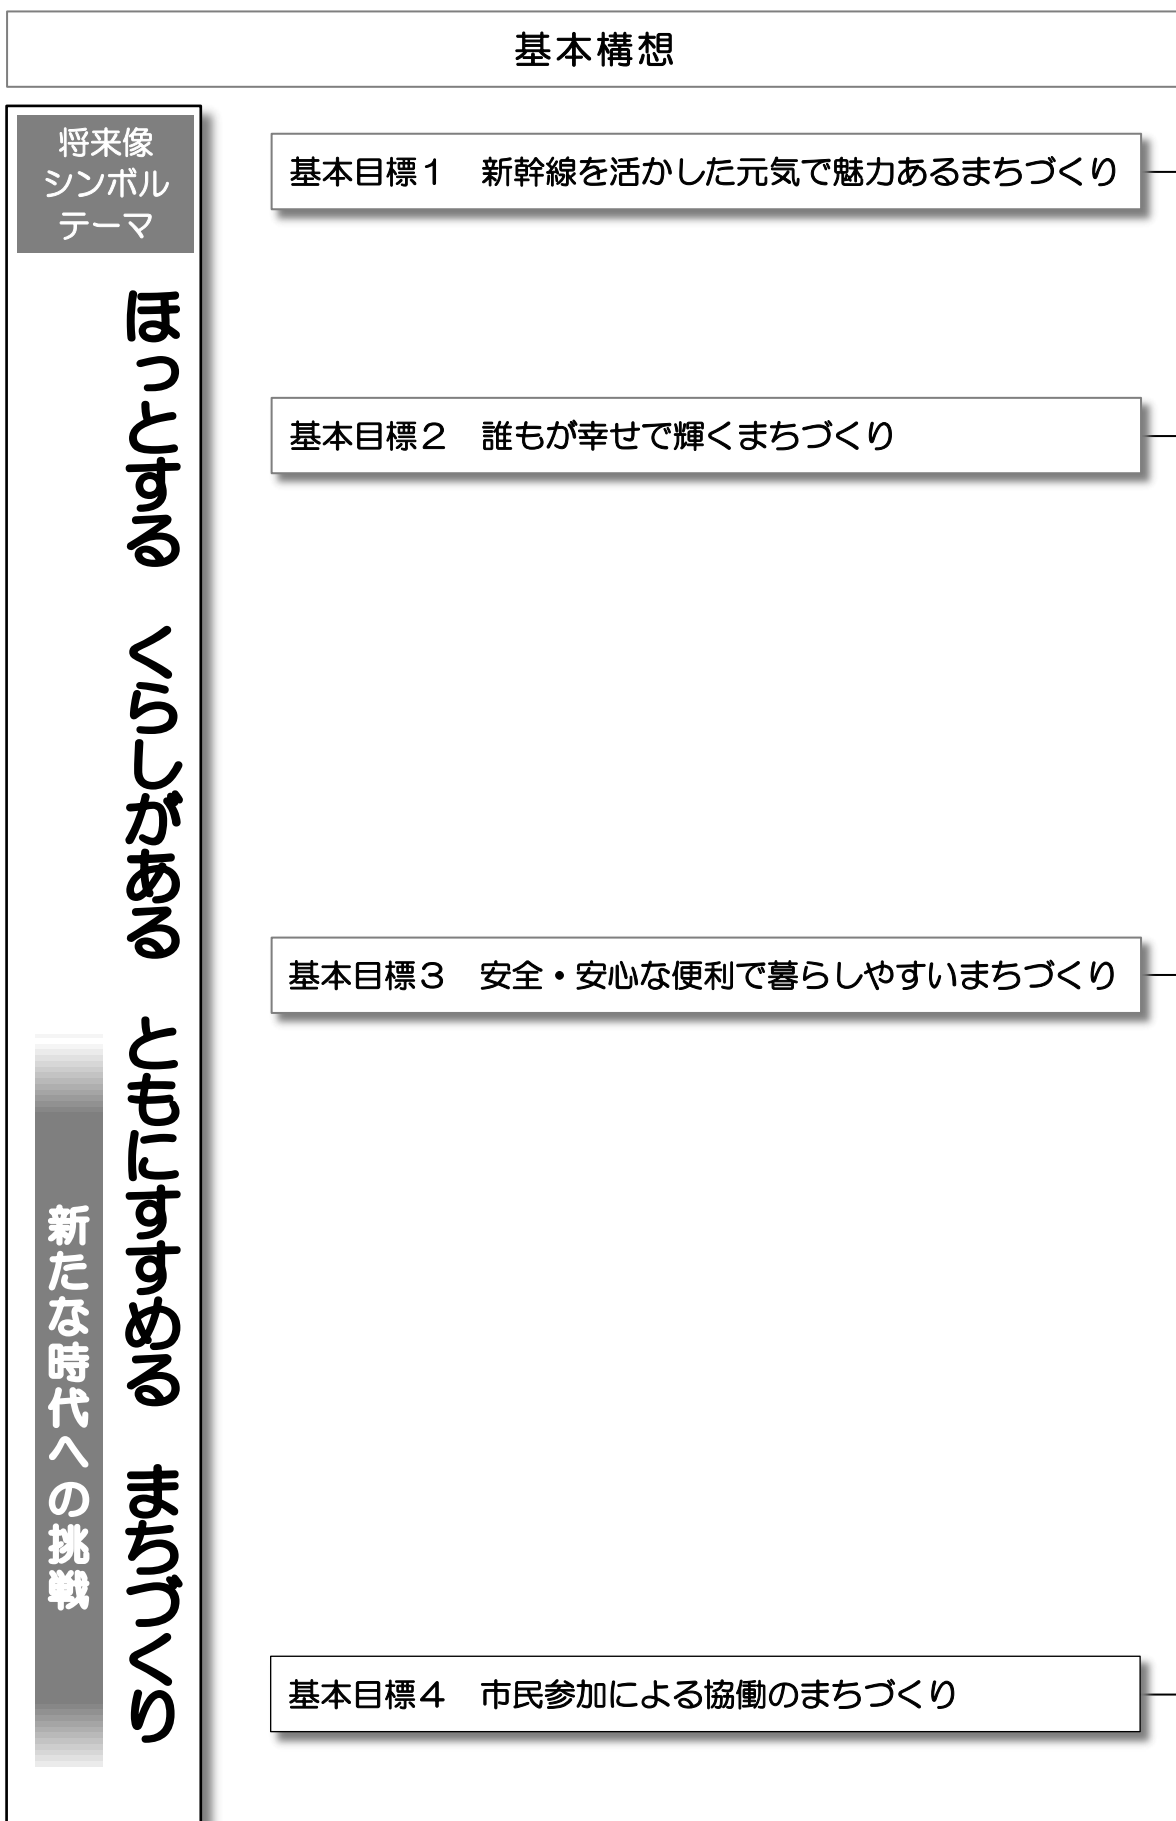 基本構想
将来像
シンボル
テーマ
ほっとする　くらしがある　ともにすすめる　まちづくり
新たな時代への挑戦
基本目標１　新幹線を活かした元気で魅力あるまちづくり
基本目標２　誰もが幸せで輝くまちづくり
基本目標３　安全・安心な便利で暮らしやすいまちづくり
基本目標４　市民参加による協働のまちづくり